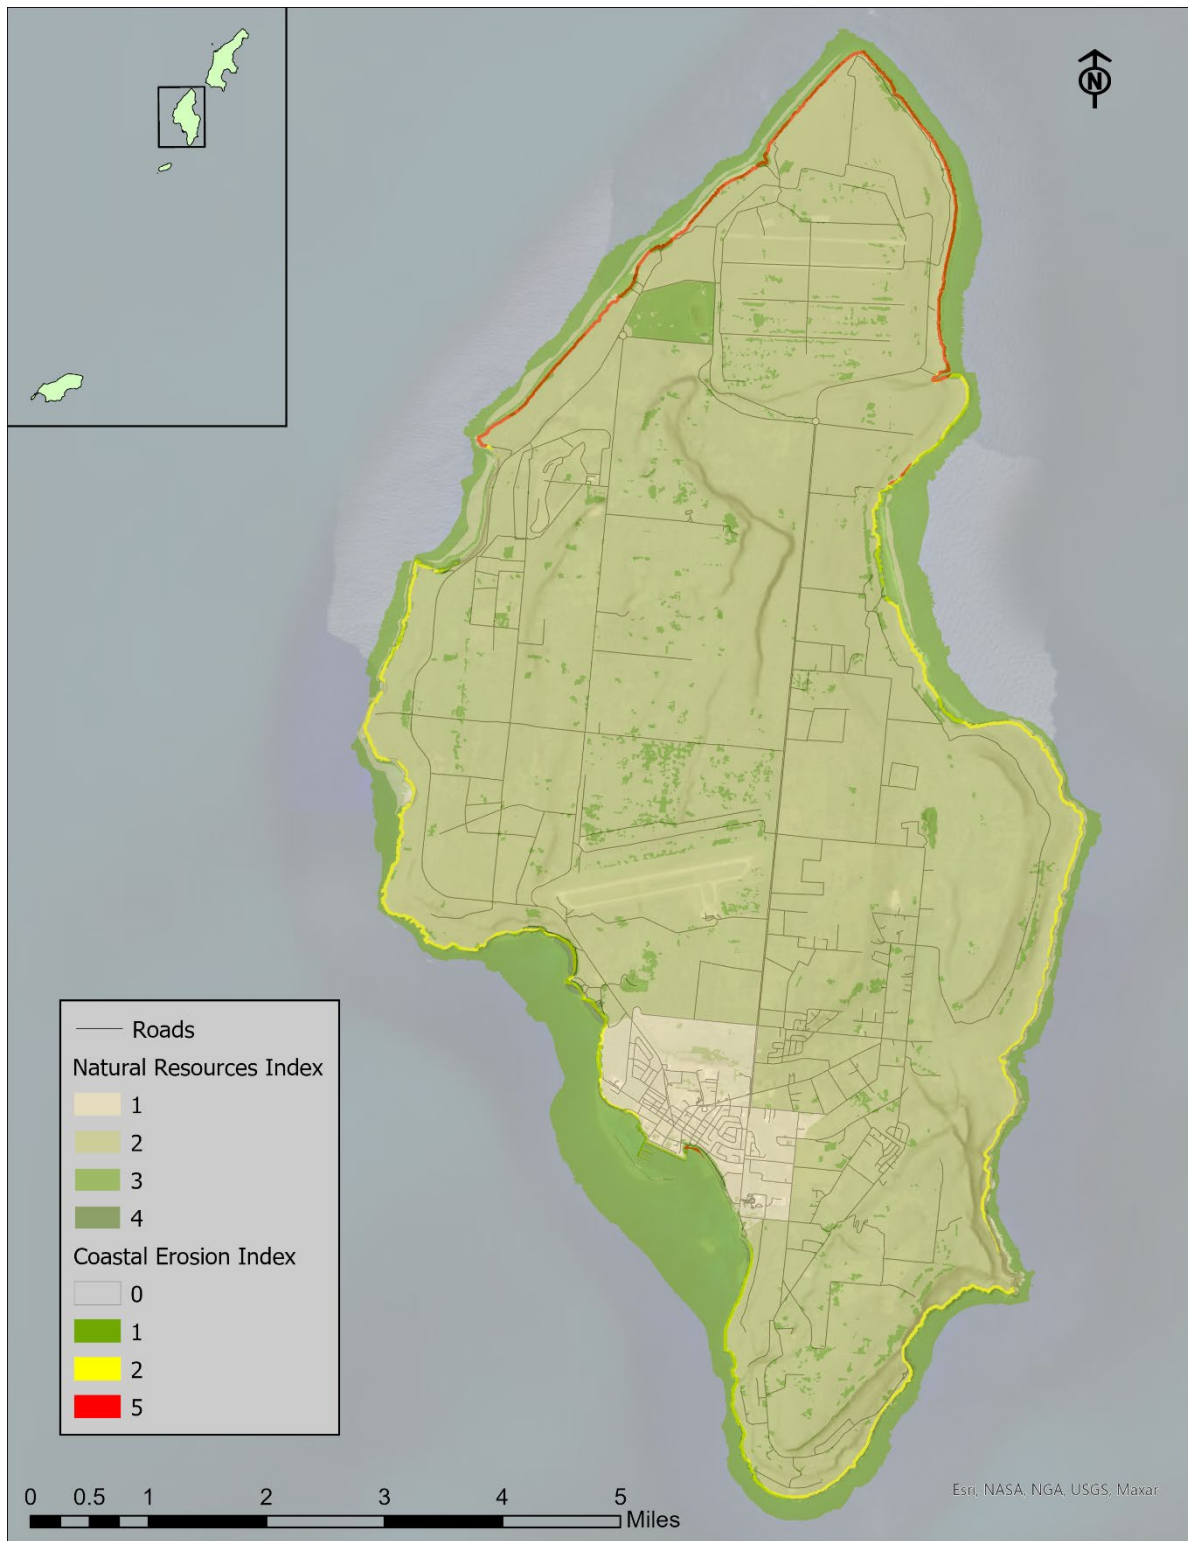 N
Roads
Natural Resources Index
1
2
3
4
Coastal Erosion Index
0
1
2
5
0 0.5 1 2 3 4 5
Miles
Esri, NASA, NGA, USGS, Maxar